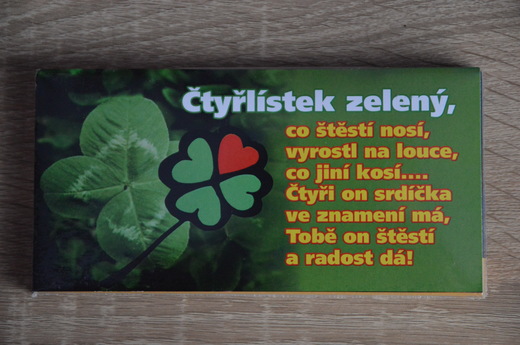 Čtyřlístek zelený,
co štěstí nosí,
vyrostl na louce,
co jiní kosí....
Čtyři on srdíčka
ve znamení má,
Tobě on štěstí
a radost dá!